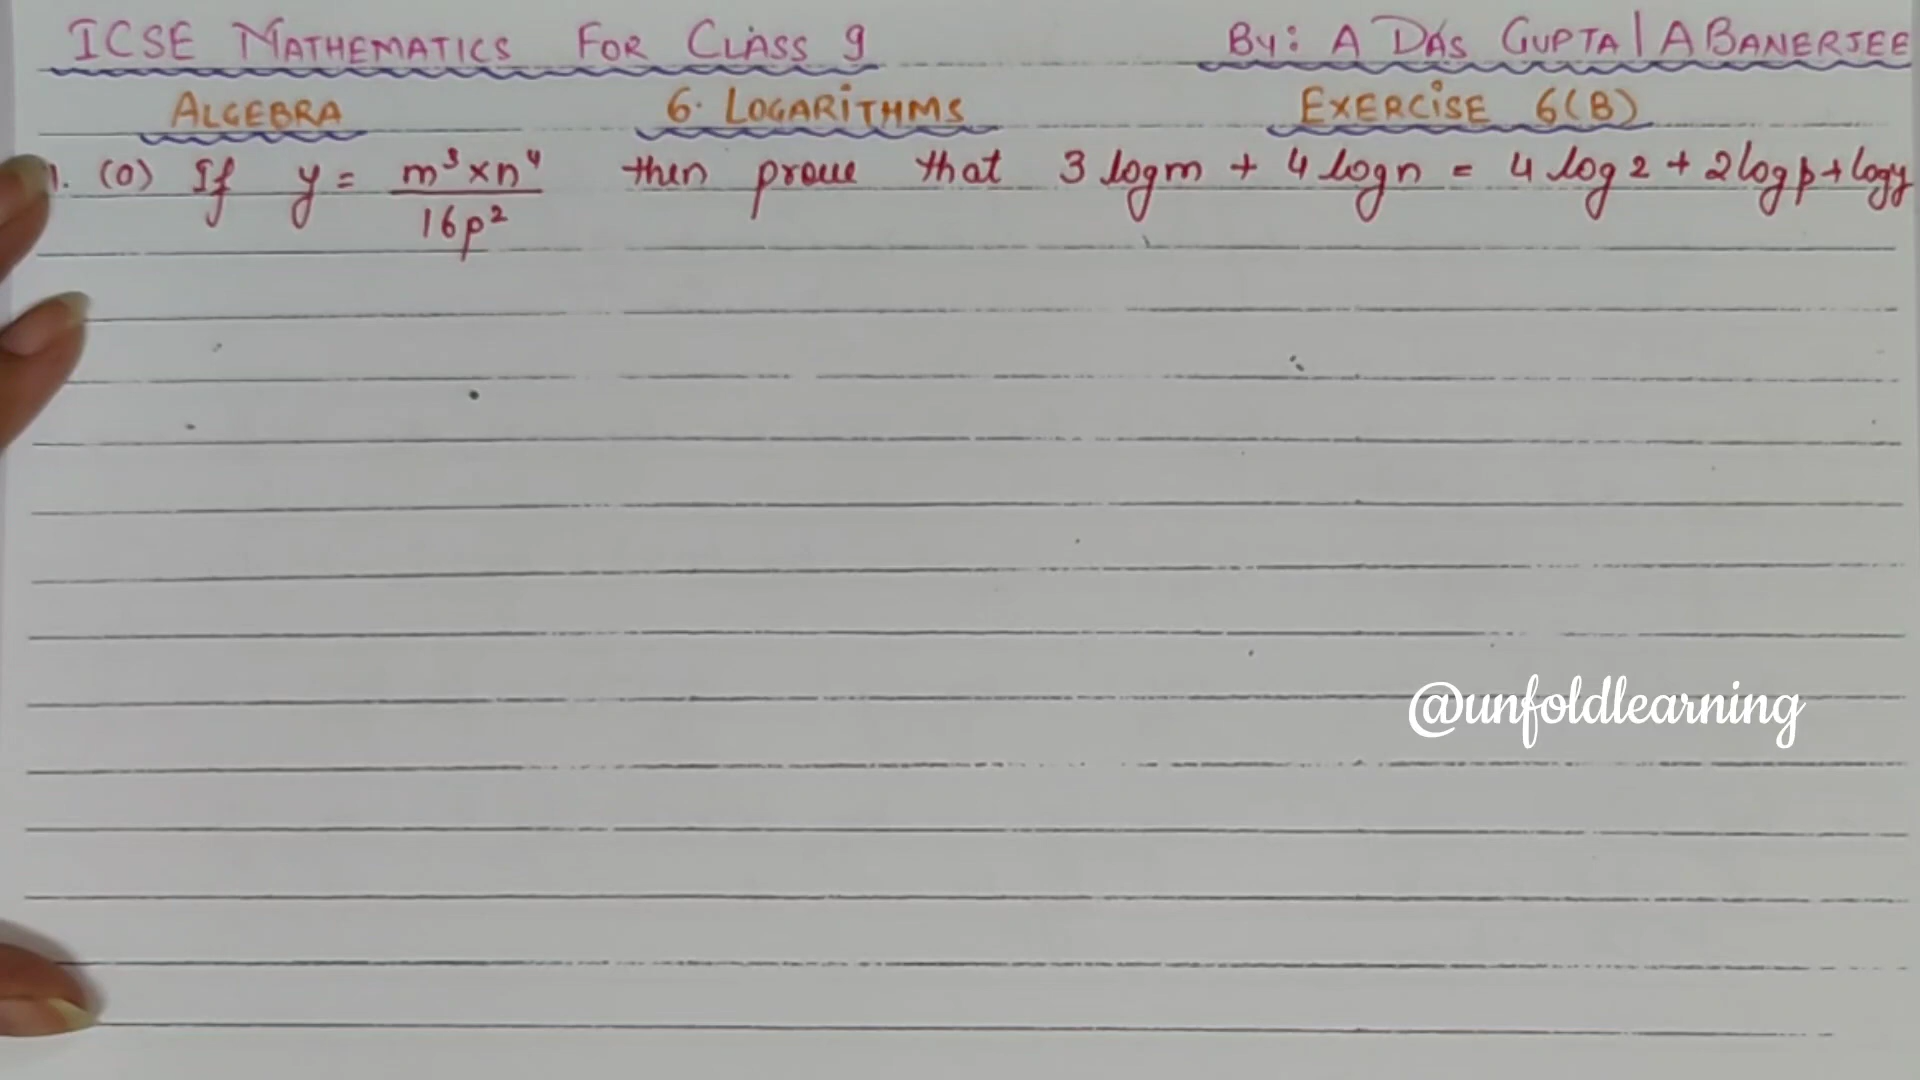 ICSE MATHEMATICS FOR CLASS 9 By: A DAS GUPTA | A BANERJEE
ALGEBRA 6. LOGARITHMS EXERCISE 6(B)
1. (O) If y = m³×n⁴ / 16p² then prove that 3 log m + 4 log n = 4 log 2 + 2 log p + log y
@unfoldlearning